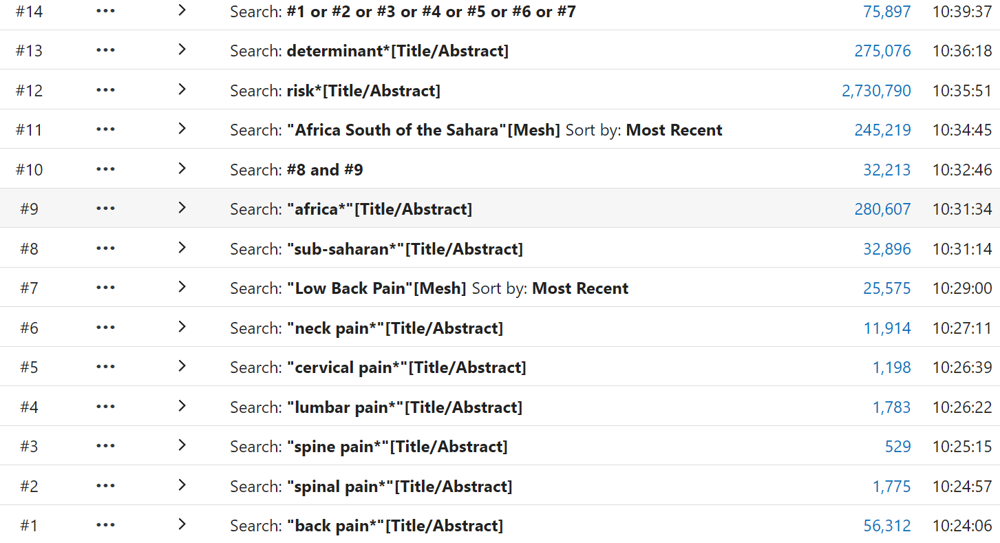 #14 ••• > Search: #1 or #2 or #3 or #4 or #5 or #6 or #7 75,897 10:39:37
#13 ••• > Search: determinant*[Title/Abstract] 275,076 10:36:18
#12 ••• > Search: risk*[Title/Abstract] 2,730,790 10:35:51
#11 ••• > Search: "Africa South of the Sahara"[Mesh] Sort by: Most Recent 245,219 10:34:45
#10 ••• > Search: #8 and #9 32,213 10:32:46
#9 ••• > Search: "africa*"[Title/Abstract] 280,607 10:31:34
#8 ••• > Search: "sub-saharan*"[Title/Abstract] 32,896 10:31:14
#7 ••• > Search: "Low Back Pain"[Mesh] Sort by: Most Recent 25,575 10:29:00
#6 ••• > Search: "neck pain*"[Title/Abstract] 11,914 10:27:11
#5 ••• > Search: "cervical pain*"[Title/Abstract] 1,198 10:26:39
#4 ••• > Search: "lumbar pain*"[Title/Abstract] 1,783 10:26:22
#3 ••• > Search: "spine pain*"[Title/Abstract] 529 10:25:15
#2 ••• > Search: "spinal pain*"[Title/Abstract] 1,775 10:24:57
#1 ••• > Search: "back pain*"[Title/Abstract] 56,312 10:24:06